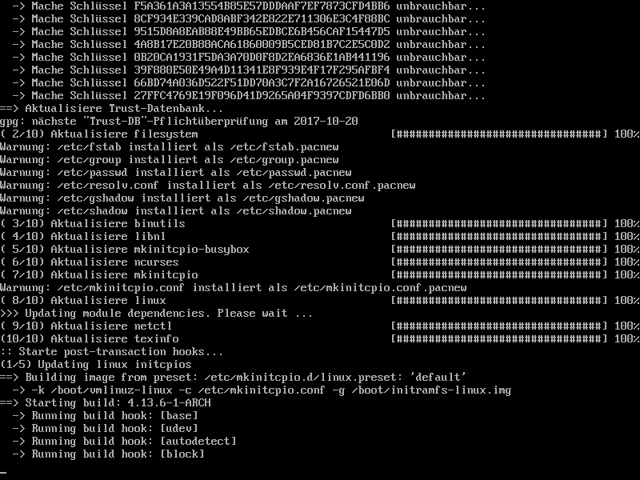 -> Mache Schlüssel F5A361A3A13554B85E57DDDAAF7EF7873CFD4BB6 unbrauchbar...
-> Mache Schlüssel 8CF934E339CAD8ABF342E822E711306E3C4F88BC unbrauchbar...
-> Mache Schlüssel 9515D8A8EAB88E49BB65EDBCE6B456CAF15447D5 unbrauchbar...
-> Mache Schlüssel 4A8B17E20B88ACA61860009B5CED81B7C2E5C0D2 unbrauchbar...
-> Mache Schlüssel 0B20CA1931F5DA3A70D0F8D2EA6836E1AB441196 unbrauchbar...
-> Mache Schlüssel 39F880E50E49A4D11341E8F939E4F17F295AFBF4 unbrauchbar...
-> Mache Schlüssel 66BD74A036D522F51DD70A3C7F2A16726521E06D unbrauchbar...
-> Mache Schlüssel 27FFC4769E19F096D41D9265A04F9397CDFD6BB0 unbrauchbar...
==> Aktualisiere Trust-Datenbank...
gpg: nächste "Trust-DB"-Pflichtüberprüfung am 2017-10-20
( 2/10) Aktualisiere filesystem [##################################] 100%
Warnung: /etc/fstab installiert als /etc/fstab.pacnew
Warnung: /etc/group installiert als /etc/group.pacnew
Warnung: /etc/passwd installiert als /etc/passwd.pacnew
Warnung: /etc/resolv.conf installiert als /etc/resolv.conf.pacnew
Warnung: /etc/gshadow installiert als /etc/gshadow.pacnew
Warnung: /etc/shadow installiert als /etc/shadow.pacnew
( 3/10) Aktualisiere binutils [##################################] 100%
( 4/10) Aktualisiere libnl [##################################] 100%
( 5/10) Aktualisiere mkinitcpio-busybox [##################################] 100%
( 6/10) Aktualisiere ncurses [##################################] 100%
( 7/10) Aktualisiere mkinitcpio [##################################] 100%
Warnung: /etc/mkinitcpio.conf installiert als /etc/mkinitcpio.conf.pacnew
( 8/10) Aktualisiere linux [##################################] 100%
>>> Updating module dependencies. Please wait ...
( 9/10) Aktualisiere netctl [##################################] 100%
(10/10) Aktualisiere texinfo [##################################] 100%
:: Starte post-transaction hooks...
(1/5) Updating linux initcpios
==> Building image from preset: /etc/mkinitcpio.d/linux.preset: 'default'
-> -k /boot/vmlinuz-linux -c /etc/mkinitcpio.conf -g /boot/initramfs-linux.img
==> Starting build: 4.13.6-1-ARCH
-> Running build hook: [base]
-> Running build hook: [udev]
-> Running build hook: [autodetect]
-> Running build hook: [block]